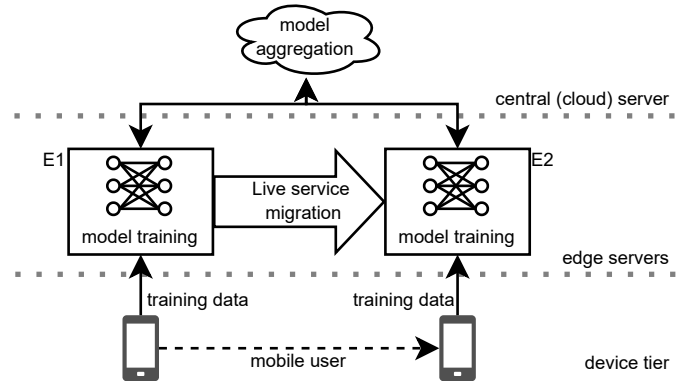 model
aggregation
central (cloud) server
E1
E2
Live service
migration
model training
model training
edge servers
training data
training data
mobile user
device tier